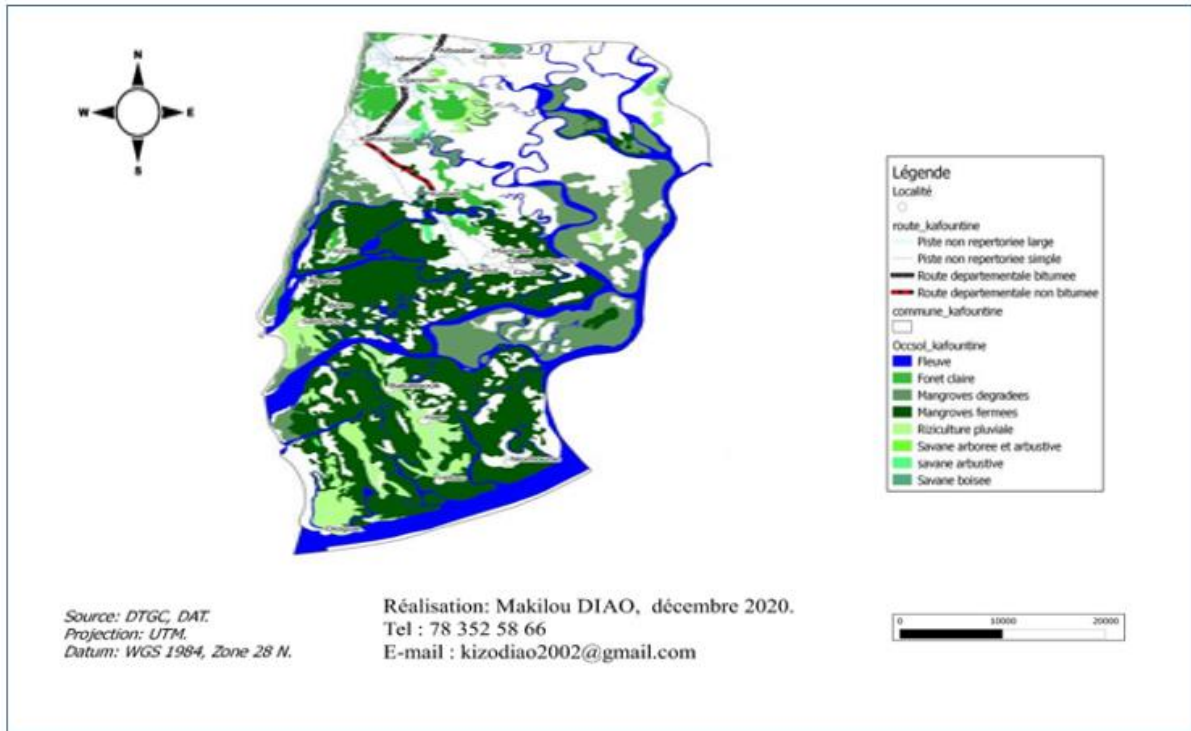 N
W
E
S
Légende
Localité
route_kafountine
Piste non repertoriee large
Piste non repertoriee simple
Route departementale bitumee
Route departementale non bitumee
commune_kafountine
Occsol_kafountine
Fleuve
Foret claire
Mangroves degradees
Mangroves fermees
Riziculture pluviale
Savane arboree et arbustive
savane arbustive
Savane boisee
Source: DTGC, DAT.
Projection: UTM.
Datum: WGS 1984, Zone 28 N.
Réalisation: Makilou DIAO, décembre 2020.
Tel : 78 352 58 66
E-mail : kizodiao2002@gmail.com
0 10000 20000